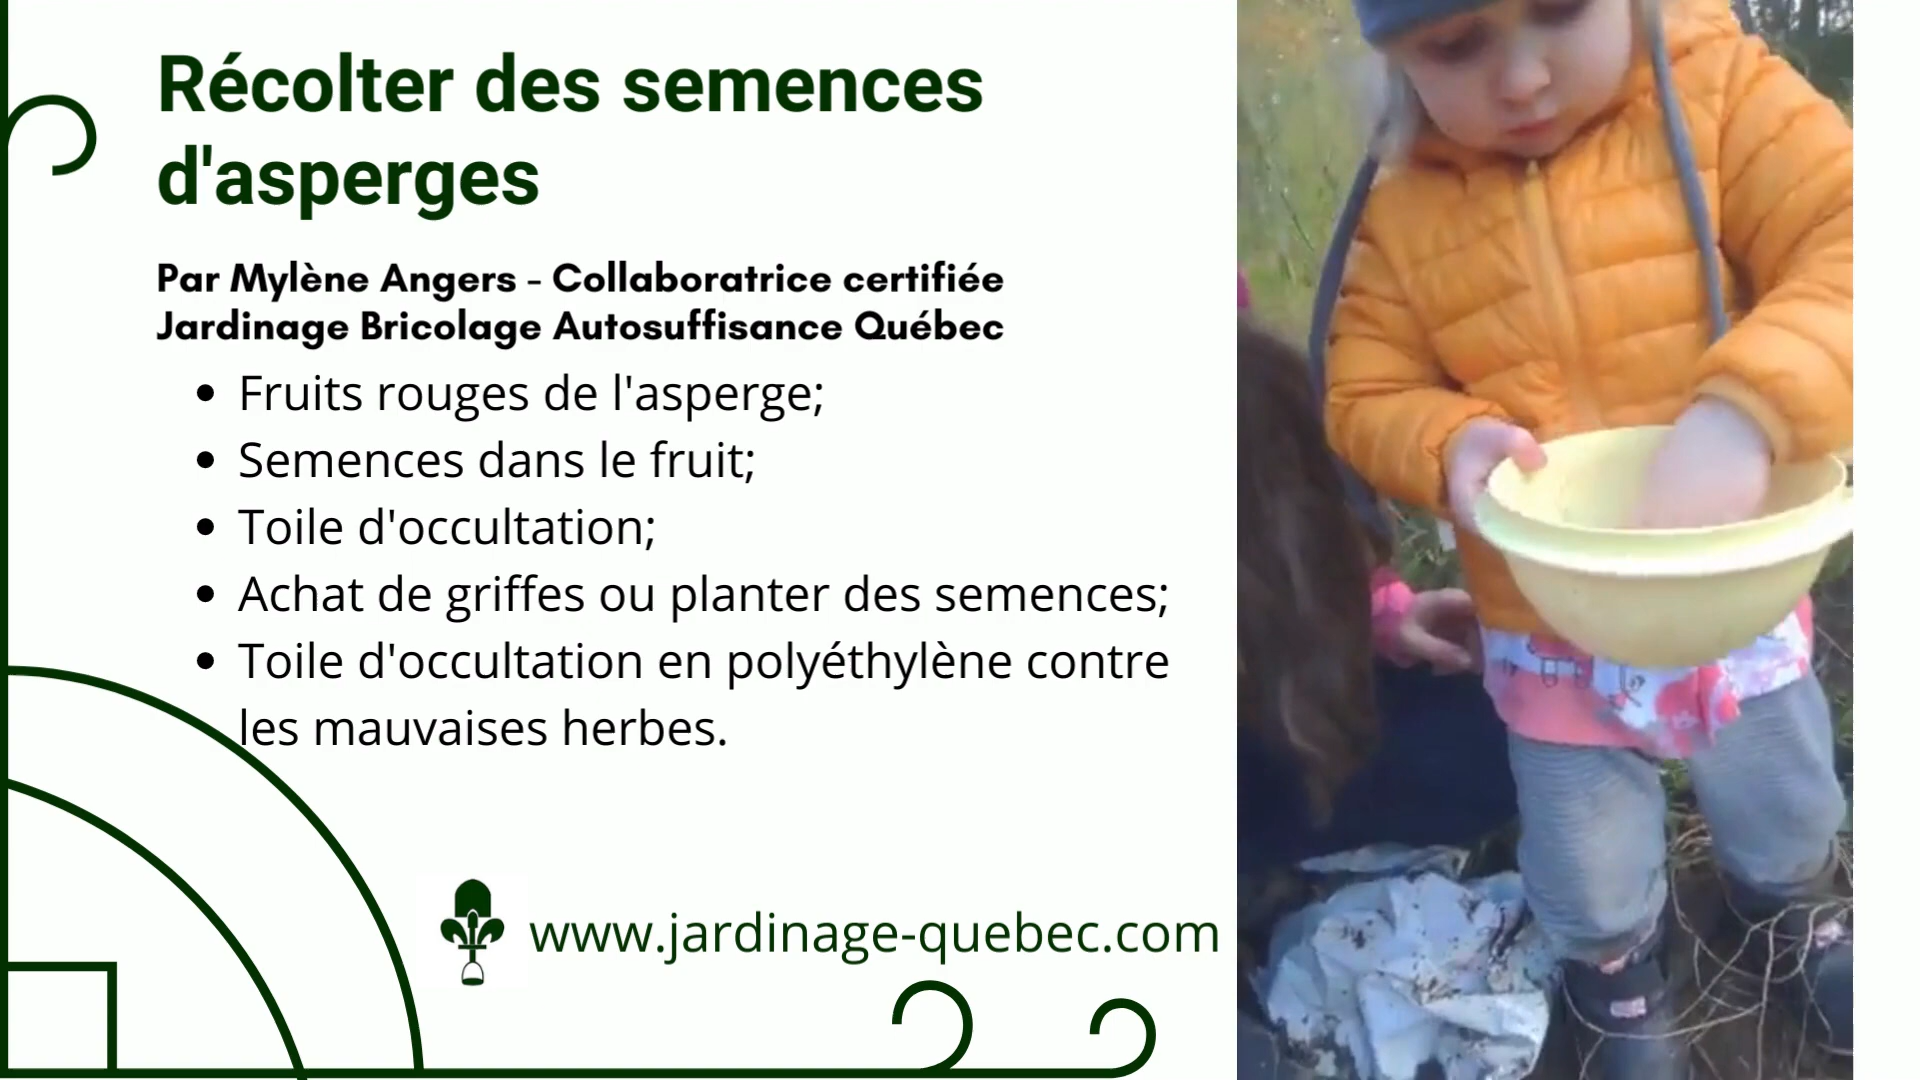 Récolter des semences
d'asperges
Par Mylène Angers - Collaboratrice certifiée
Jardinage Bricolage Autosuffisance Québec
• Fruits rouges de l'asperge;
• Semences dans le fruit;
• Toile d'occultation;
• Achat de griffes ou planter des semences;
• Toile d'occultation en polyéthylène contre
les mauvaises herbes.
www.jardinage-quebec.com